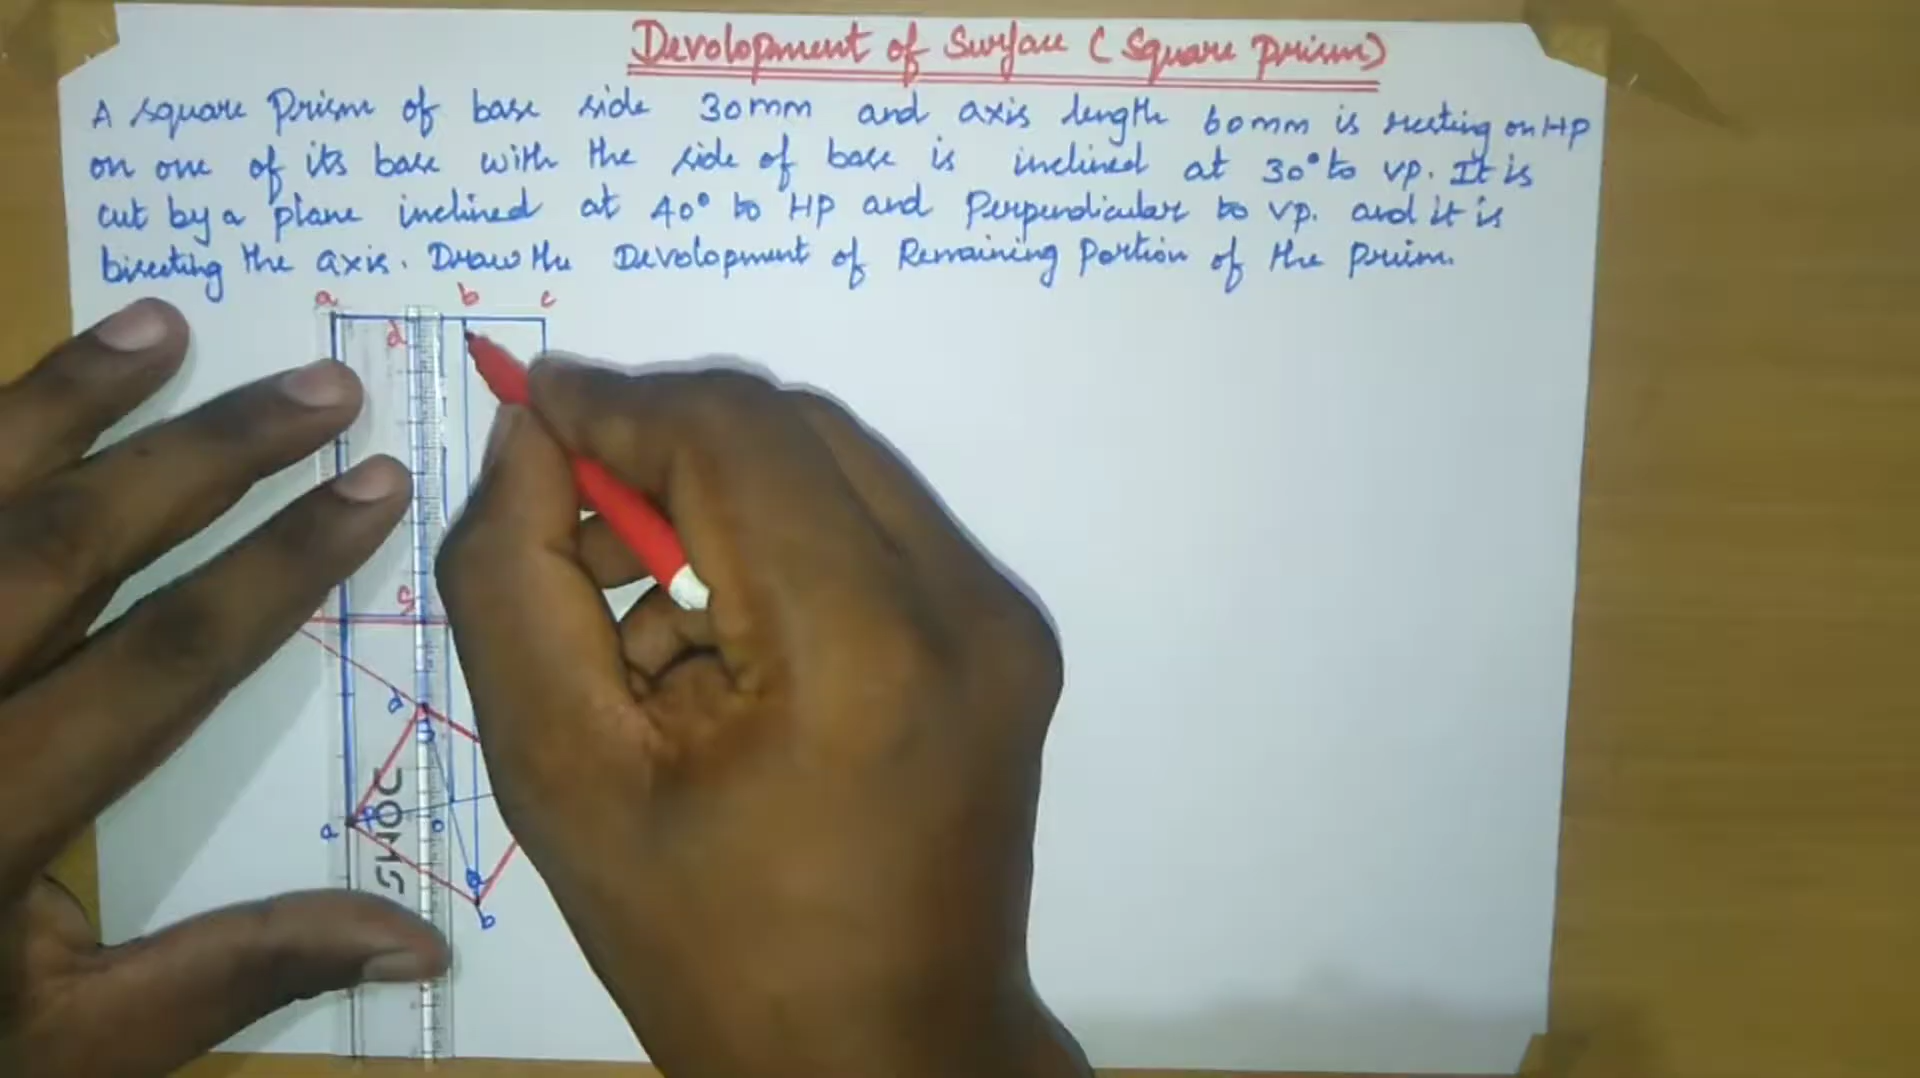 Devolopment of Surface (Square prism)
A square Prism of base side 30mm and axis length 60mm is resting on HP
on one of its base with the side of base is inclined at 30° to VP. It is
cut by a plane inclined at 40° to HP and Perpendicular to VP. and it is
bisecting the axis. Draw the Devolopment of Remaining Portion of the Prism.
a b c
d
S
d
a
o
b
JOMS